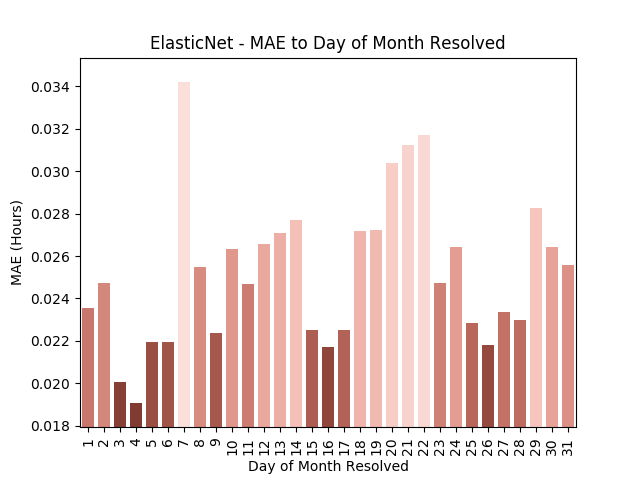 ElasticNet - MAE to Day of Month Resolved
MAE (Hours)
0.034
0.032
0.030
0.028
0.026
0.024
0.022
0.020
0.018
1 2 3 4 5 6 7 8 9 10 11 12 13 14 15 16 17 18 19 20 21 22 23 24 25 26 27 28 29 30 31
Day of Month Resolved